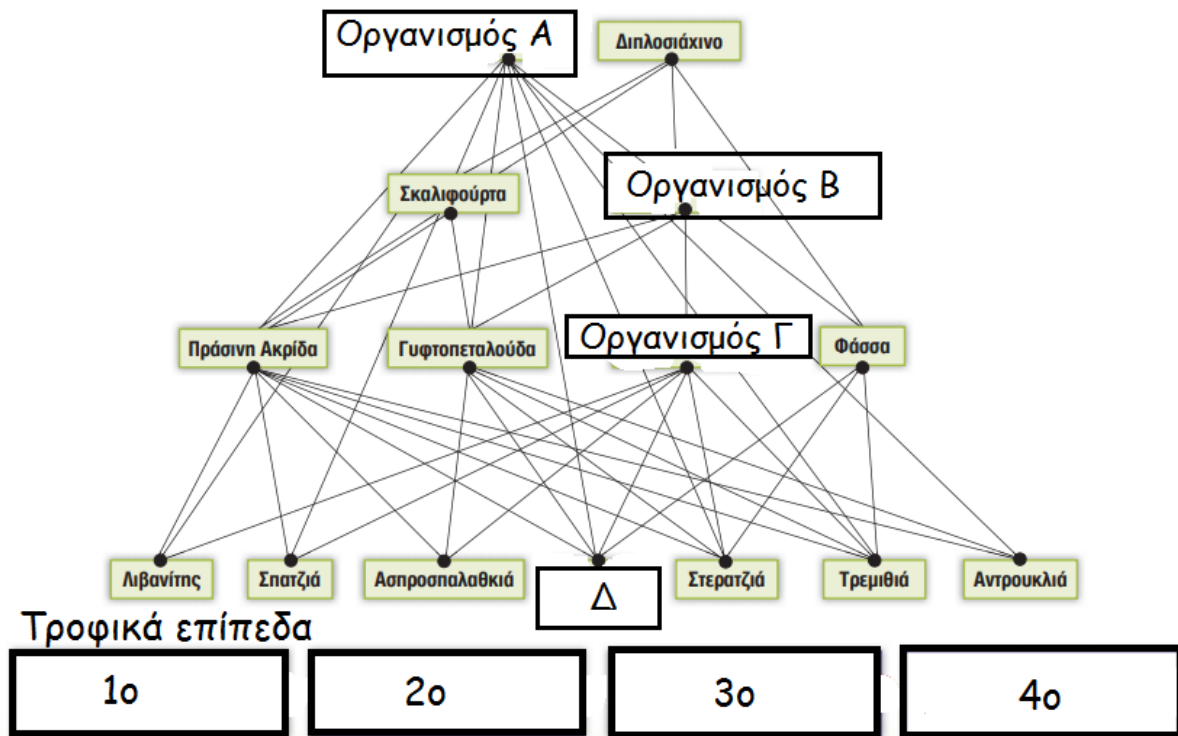 Οργανισμός Α
Διπλοσιάχινο
Σκαλιφούρτα
Οργανισμός Β
Πράσινη Ακρίδα
Γυφτοπεταλούδα
Οργανισμός Γ
Φάσσα
Λιβανίτης
Σπατζιά
Ασπροσπαλαθκιά
Δ
Στερατζιά
Τρεμιθιά
Αντρουκλιά
Τροφικά επίπεδα
1ο
2ο
3ο
4ο